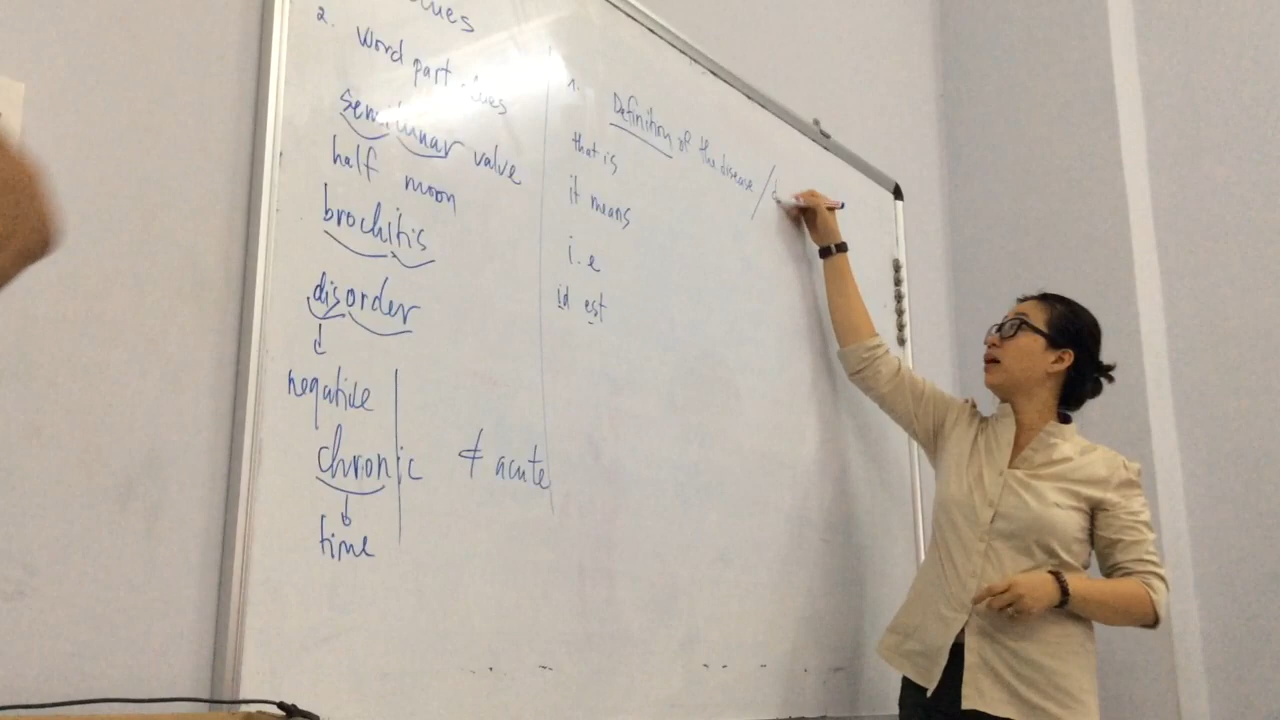 2. Word part clues
semilunar valve
half moon
brochitis
disorder
negative
chronic ≠ acute
time
1. Definition of the disease /
that is
it means
i.e
id est